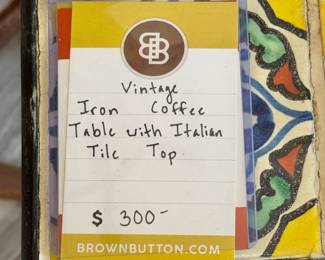 Vintage
Iron Coffee
Table with Italian
Tile Top
$ 300-
BROWNBUTTON.COM